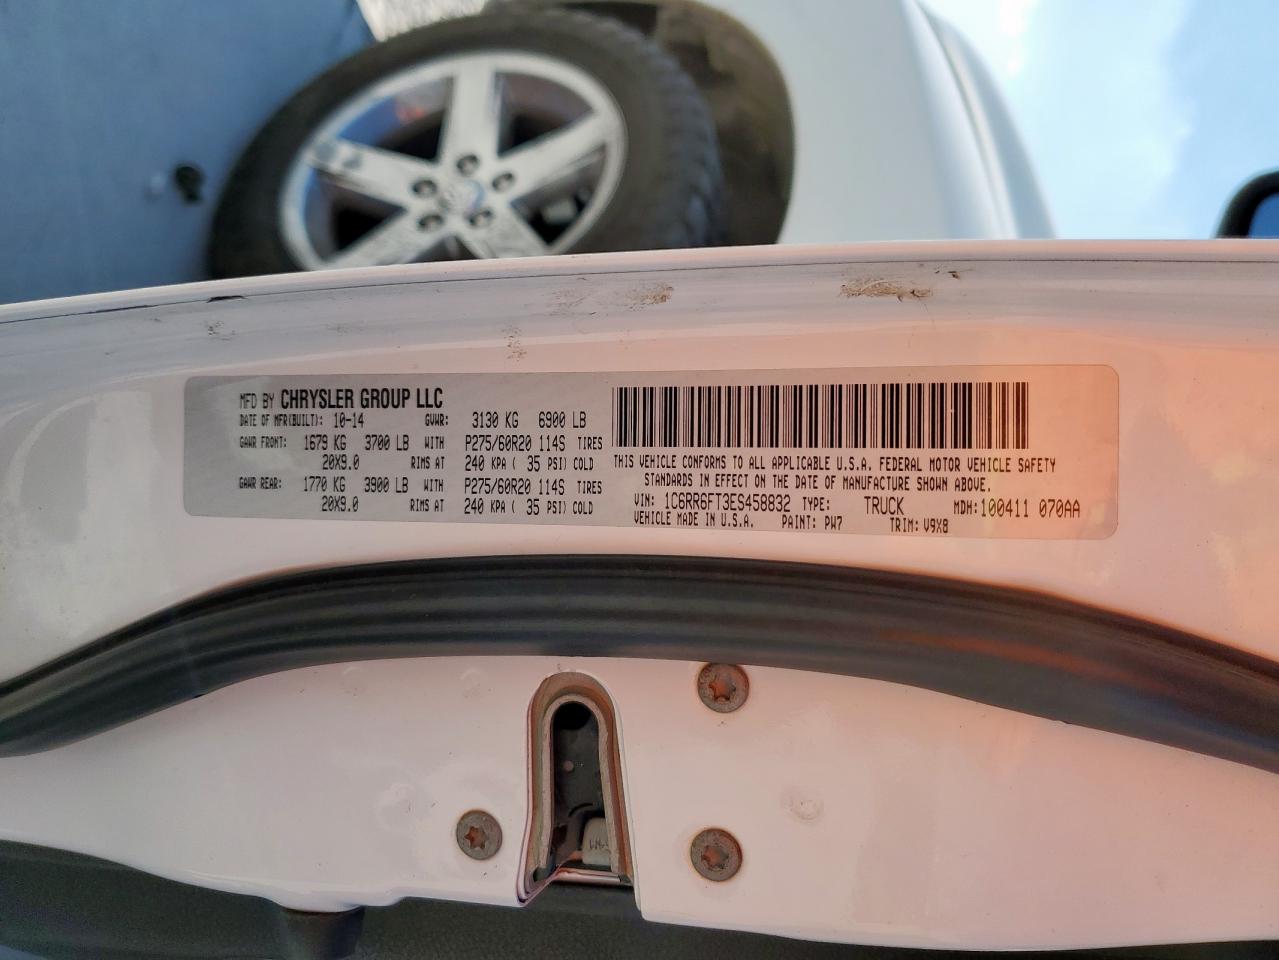 MFD BY CHRYSLER GROUP LLC
DATE OF MFR(BUILT): 10-14 GVWR: 3130 KG 6900 LB
GAWR FRONT: 1679 KG 3700 LB WITH P275/60R20 114S TIRES
20X9.0 RIMS AT 240 KPA ( 35 PSI) COLD
GAWR REAR: 1770 KG 3900 LB WITH P275/60R20 114S TIRES
20X9.0 RIMS AT 240 KPA ( 35 PSI) COLD
THIS VEHICLE CONFORMS TO ALL APPLICABLE U.S.A. FEDERAL MOTOR VEHICLE SAFETY
STANDARDS IN EFFECT ON THE DATE OF MANUFACTURE SHOWN ABOVE.
VIN: 1C6RR6FT3ES458832 TYPE: TRUCK MDH: 100411 070AA
VEHICLE MADE IN U.S.A. PAINT: PW7 TRIM: V9X8